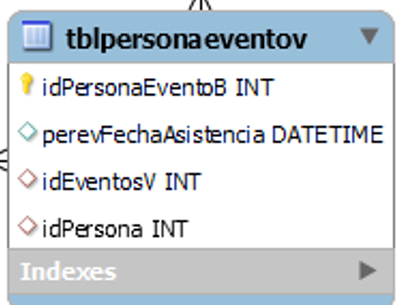 tblpersonaeventov
idPersonaEventoB INT
perevFechaAsistencia DATETIME
idEventosV INT
idPersona INT
Indexes